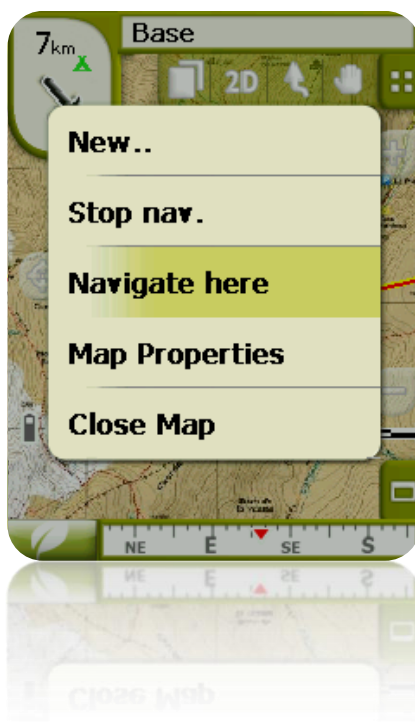 7km
Base
2D
New..
Stop nav.
Navigate here
Map Properties
Close Map
NE E SE S